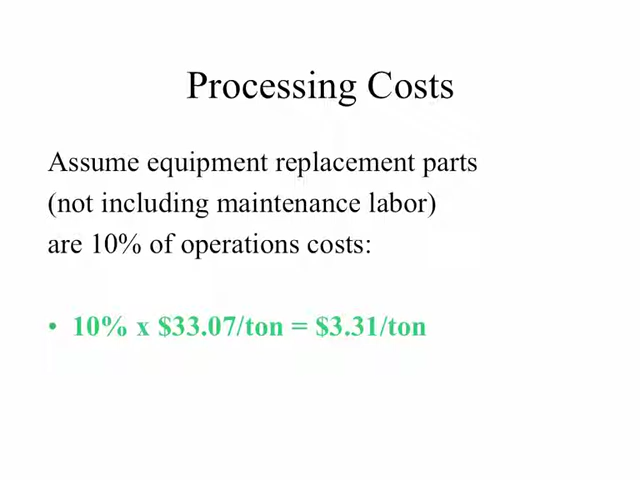 Processing Costs
Assume equipment replacement parts
(not including maintenance labor)
are 10% of operations costs:
• 10% x $33.07/ton = $3.31/ton